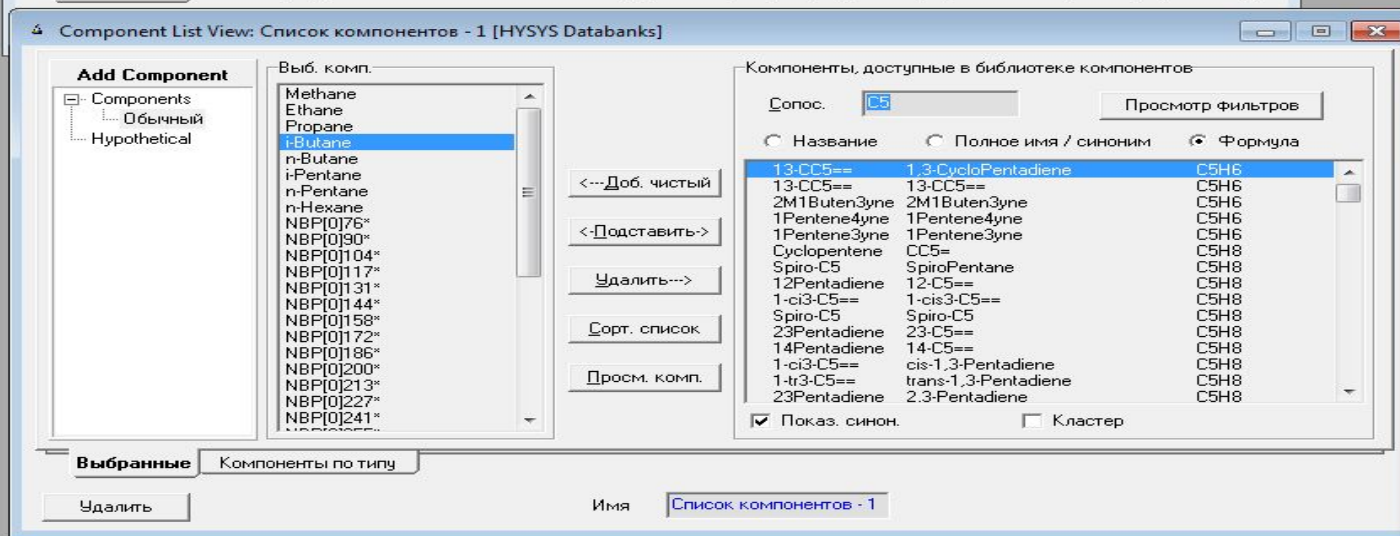 Component List View: Список компонентов - 1 [HYSYS Databanks]
Add Component
Components
Обычный
Hypothetical
Выб. комп.
Methane
Ethane
Propane
i-Butane
n-Butane
i-Pentane
n-Pentane
n-Hexane
NBP[0]76*
NBP[0]90*
NBP[0]104*
NBP[0]117*
NBP[0]131*
NBP[0]144*
NBP[0]158*
NBP[0]172*
NBP[0]186*
NBP[0]200*
NBP[0]213*
NBP[0]227*
NBP[0]241*
<---Доб. чистый
<-Подставить->
Удалить--->
Сорт. список
Просм. комп.
Компоненты, доступные в библиотеке компонентов
Сопос. C5 Просмотр фильтров
Название Полное имя / синоним Формула
13-CC5== 1,3-CycloPentadiene C5H6
13-CC5== 13-CC5== C5H6
2M1Buten3yne 2M1Buten3yne C5H6
1Pentene4yne 1Pentene4yne C5H6
1Pentene3yne 1Pentene3yne C5H6
Cyclopentene CC5= C5H8
Spiro-C5 SpiroPentane C5H8
12Pentadiene 12-C5== C5H8
1-ci3-C5== 1-cis3-C5== C5H8
Spiro-C5 Spiro-C5 C5H8
23Pentadiene 23-C5== C5H8
14Pentadiene 14-C5== C5H8
1-ci3-C5== cis-1,3-Pentadiene C5H8
1-tr3-C5== trans-1,3-Pentadiene C5H8
23Pentadiene 2,3-Pentadiene C5H8
Показ. синон. Кластер
Выбранные Компоненты по типу
Удалить Имя Список компонентов - 1